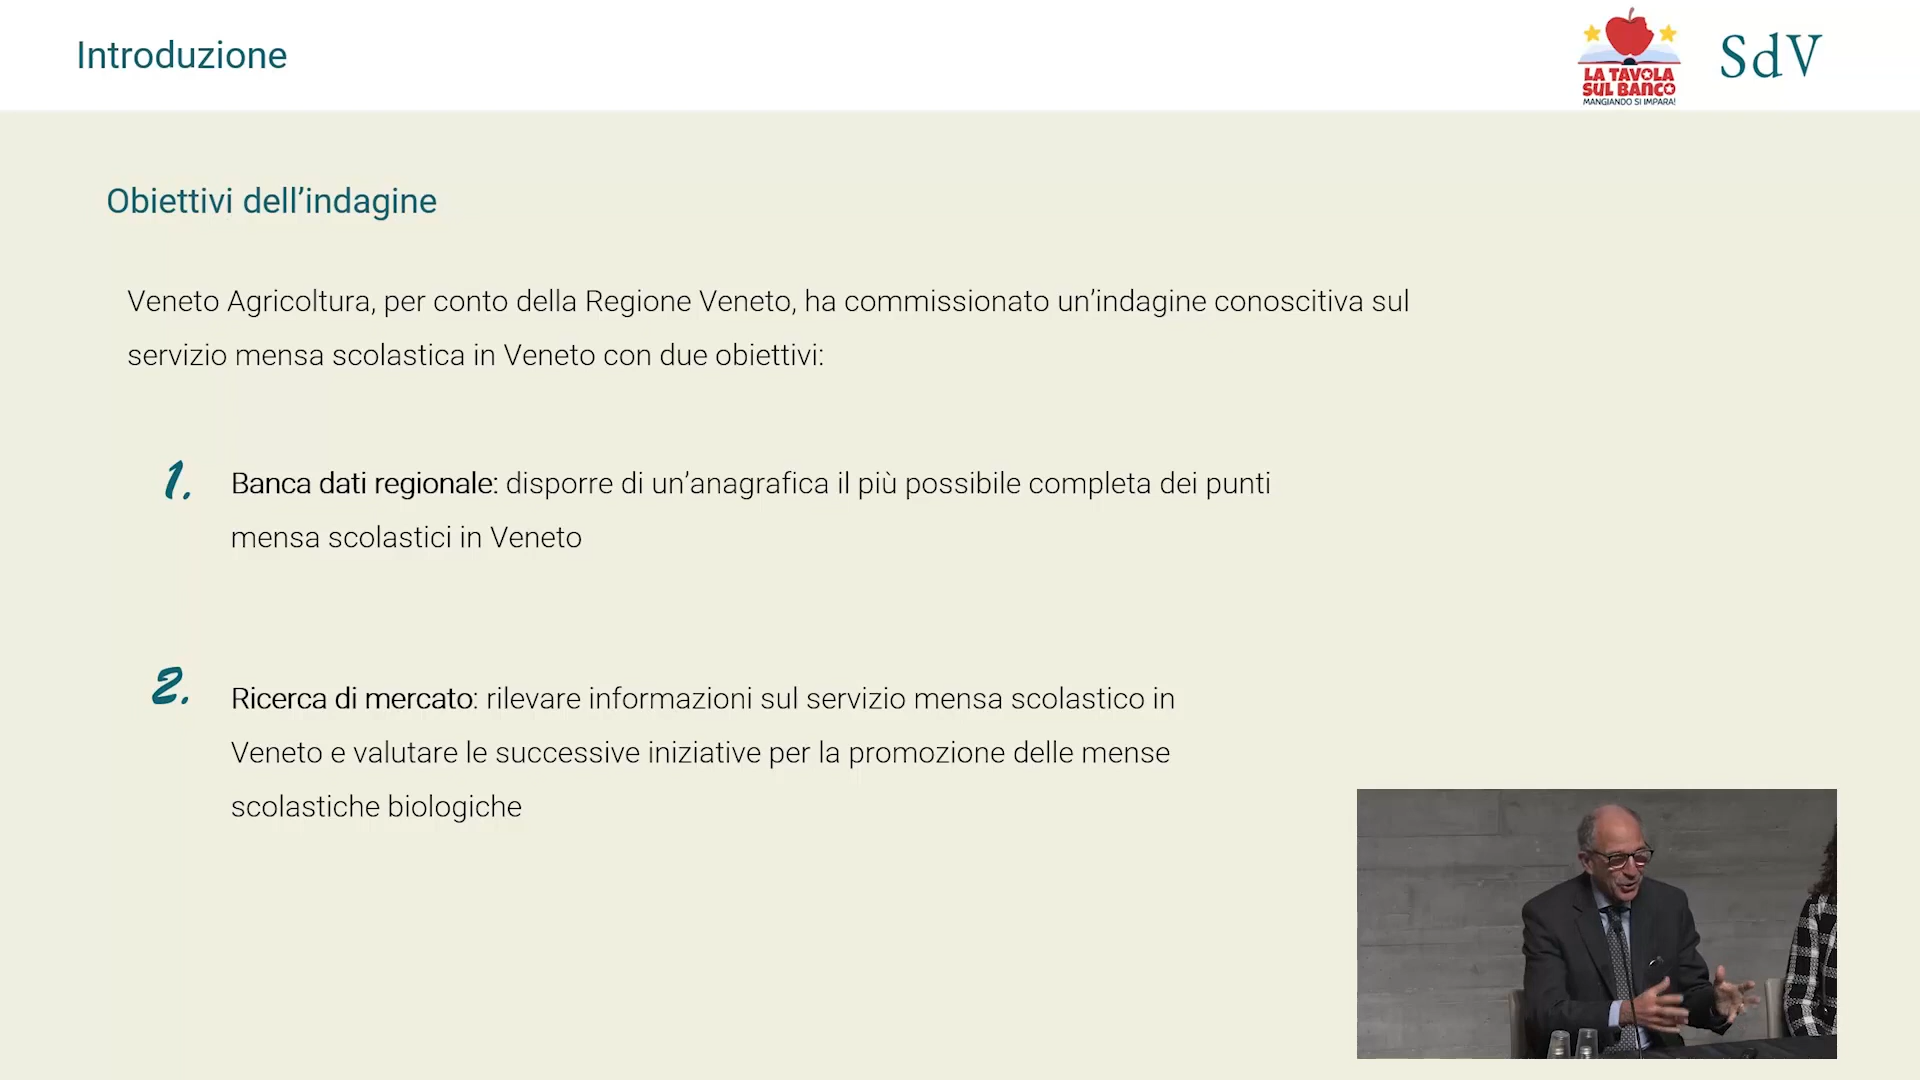 Introduzione
LA TAVOLA
SUL BANCO
MANGIANDO SI IMPARA!
SdV
Obiettivi dell’indagine
Veneto Agricoltura, per conto della Regione Veneto, ha commissionato un’indagine conoscitiva sul
servizio mensa scolastica in Veneto con due obiettivi:
1. Banca dati regionale: disporre di un’anagrafica il più possibile completa dei punti
mensa scolastici in Veneto
2. Ricerca di mercato: rilevare informazioni sul servizio mensa scolastico in
Veneto e valutare le successive iniziative per la promozione delle mense
scolastiche biologiche